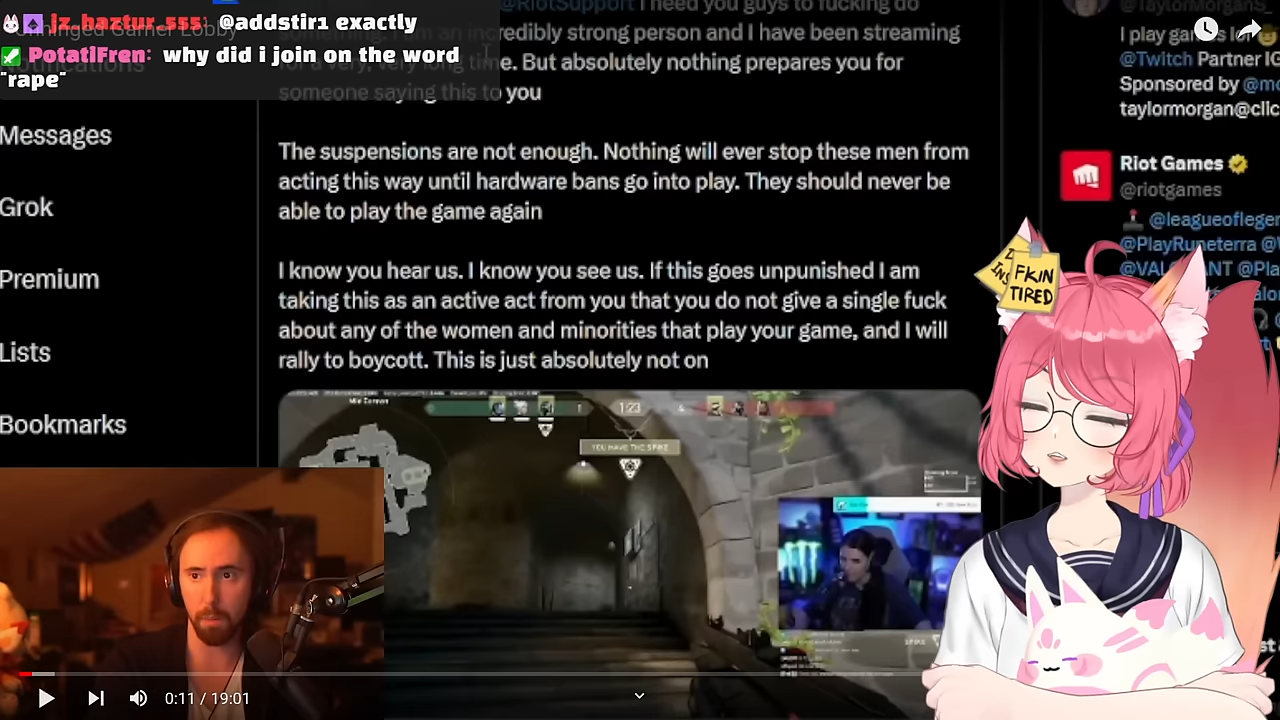 jz_baztur_555: @addstir1 exactly
PotatiFren: why did i join on the word
"rape"
Notifications
Messages
Grok
Premium
Lists
Bookmarks
@RiotSupport I need you guys to fucking do
incredibly strong person and I have been streaming
time. But absolutely nothing prepares you for
someone saying this to you
The suspensions are not enough. Nothing will ever stop these men from
acting this way until hardware bans go into play. They should never be
able to play the game again
I know you hear us. I know you see us. If this goes unpunished I am
taking this as an active act from you that you do not give a single fuck
about any of the women and minorities that play your game, and I will
rally to boycott. This is just absolutely not on
1:23
YOU HAVE THE SPIKE
I play games
@Twitch Partner
Sponsored by
Riot Games
@riotgames
@PlayRuneterra
FKIN
TIRED
0:11 / 19:01